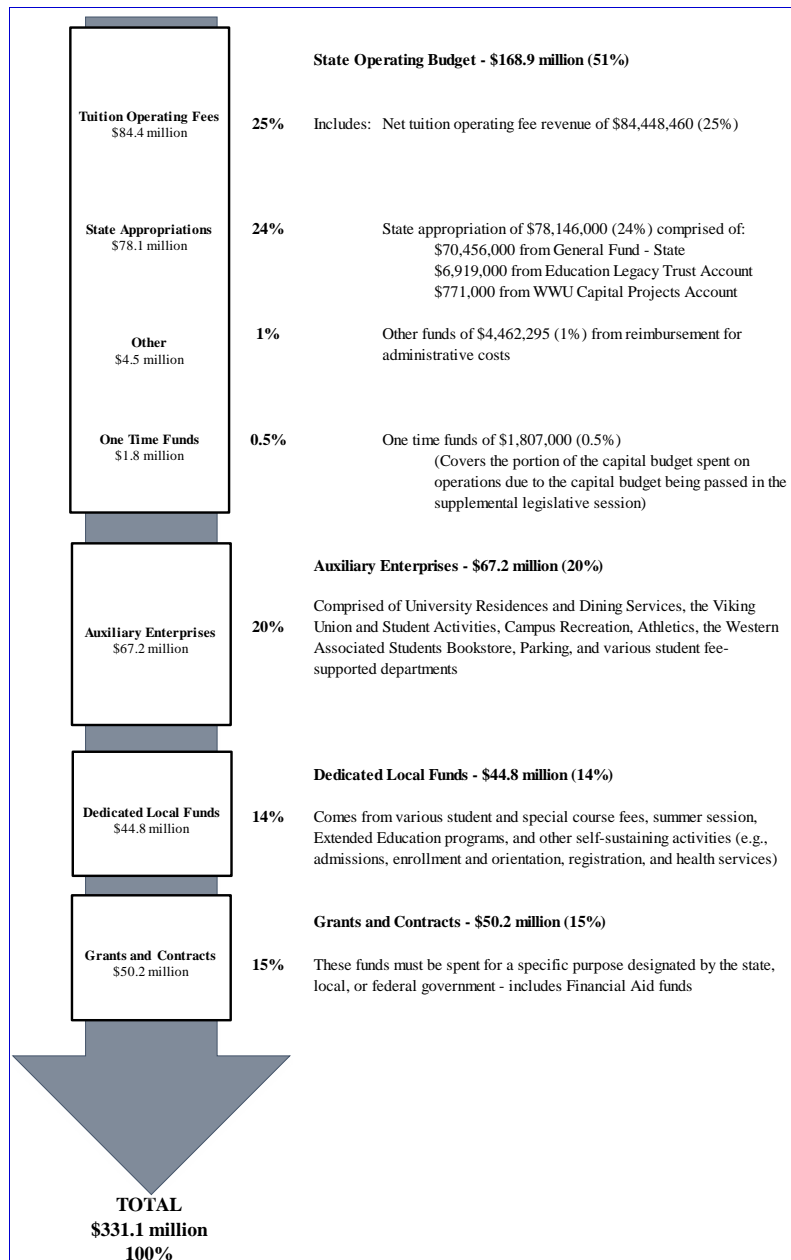 State Operating Budget - $168.9 million (51%)
Tuition Operating Fees
$84.4 million
25%
Includes: Net tuition operating fee revenue of $84,448,460 (25%)
State Appropriations
$78.1 million
24%
State appropriation of $78,146,000 (24%) comprised of:
$70,456,000 from General Fund - State
$6,919,000 from Education Legacy Trust Account
$771,000 from WWU Capital Projects Account
Other
$4.5 million
1%
Other funds of $4,462,295 (1%) from reimbursement for
administrative costs
One Time Funds
$1.8 million
0.5%
One time funds of $1,807,000 (0.5%)
(Covers the portion of the capital budget spent on
operations due to the capital budget being passed in the
supplemental legislative session)
Auxiliary Enterprises - $67.2 million (20%)
Auxiliary Enterprises
$67.2 million
20%
Comprised of University Residences and Dining Services, the Viking
Union and Student Activities, Campus Recreation, Athletics, the Western
Associated Students Bookstore, Parking, and various student fee-
supported departments
Dedicated Local Funds - $44.8 million (14%)
Dedicated Local Funds
$44.8 million
14%
Comes from various student and special course fees, summer session,
Extended Education programs, and other self-sustaining activities (e.g.,
admissions, enrollment and orientation, registration, and health services)
Grants and Contracts - $50.2 million (15%)
Grants and Contracts
$50.2 million
15%
These funds must be spent for a specific purpose designated by the state,
local, or federal government - includes Financial Aid funds
TOTAL
$331.1 million
100%